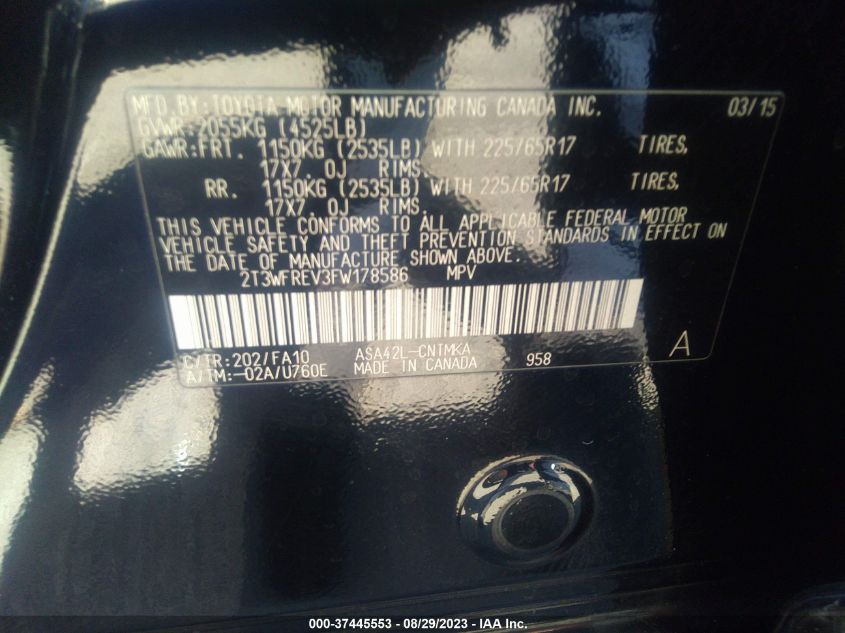 MFD.BY:TOYOTA MOTOR MANUFACTURING CANADA INC. 03/15
GVWR:2055KG (4525LB)
GAWR:FRT. 1150KG (2535LB) WITH 225/65R17 TIRES,
17X7.0J RIMS.
RR. 1150KG (2535LB) WITH 225/65R17 TIRES,
17X7.0J RIMS.
THIS VEHICLE CONFORMS TO ALL APPLICABLE FEDERAL MOTOR
VEHICLE SAFETY AND THEFT PREVENTION STANDARDS IN EFFECT ON
THE DATE OF MANUFACTURE SHOWN ABOVE.
2T3WFREV3FW178586 MPV
C/TR:202/FA10 ASA42L-CNTMKA 958 A
A/TM:-02A/U760E MADE IN CANADA
000-37445553 - 08/29/2023 - © IAA Inc.